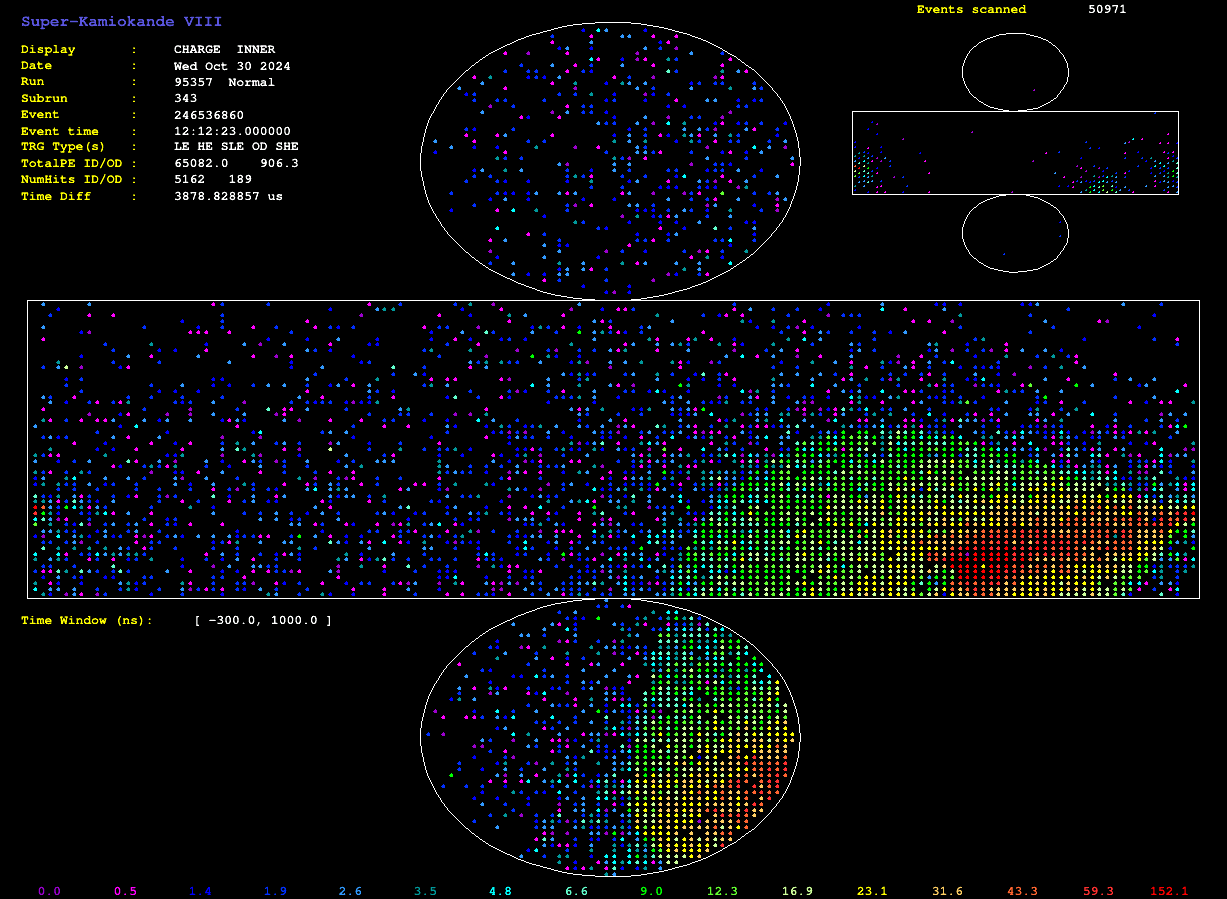 Super-Kamiokande VIII
Events scanned 50971
Display : CHARGE INNER
Date : Wed Oct 30 2024
Run : 95357 Normal
Subrun : 343
Event : 246536860
Event time : 12:12:23.000000
TRG Type(s) : LE HE SLE OD SHE
TotalPE ID/OD : 65082.0 906.3
NumHits ID/OD : 5162 189
Time Diff : 3878.828857 us
Time Window (ns): [ -300.0, 1000.0 ]
0.0 0.5 1.4 1.9 2.6 3.5 4.8 6.6 9.0 12.3 16.9 23.1 31.6 43.3 59.3 152.1